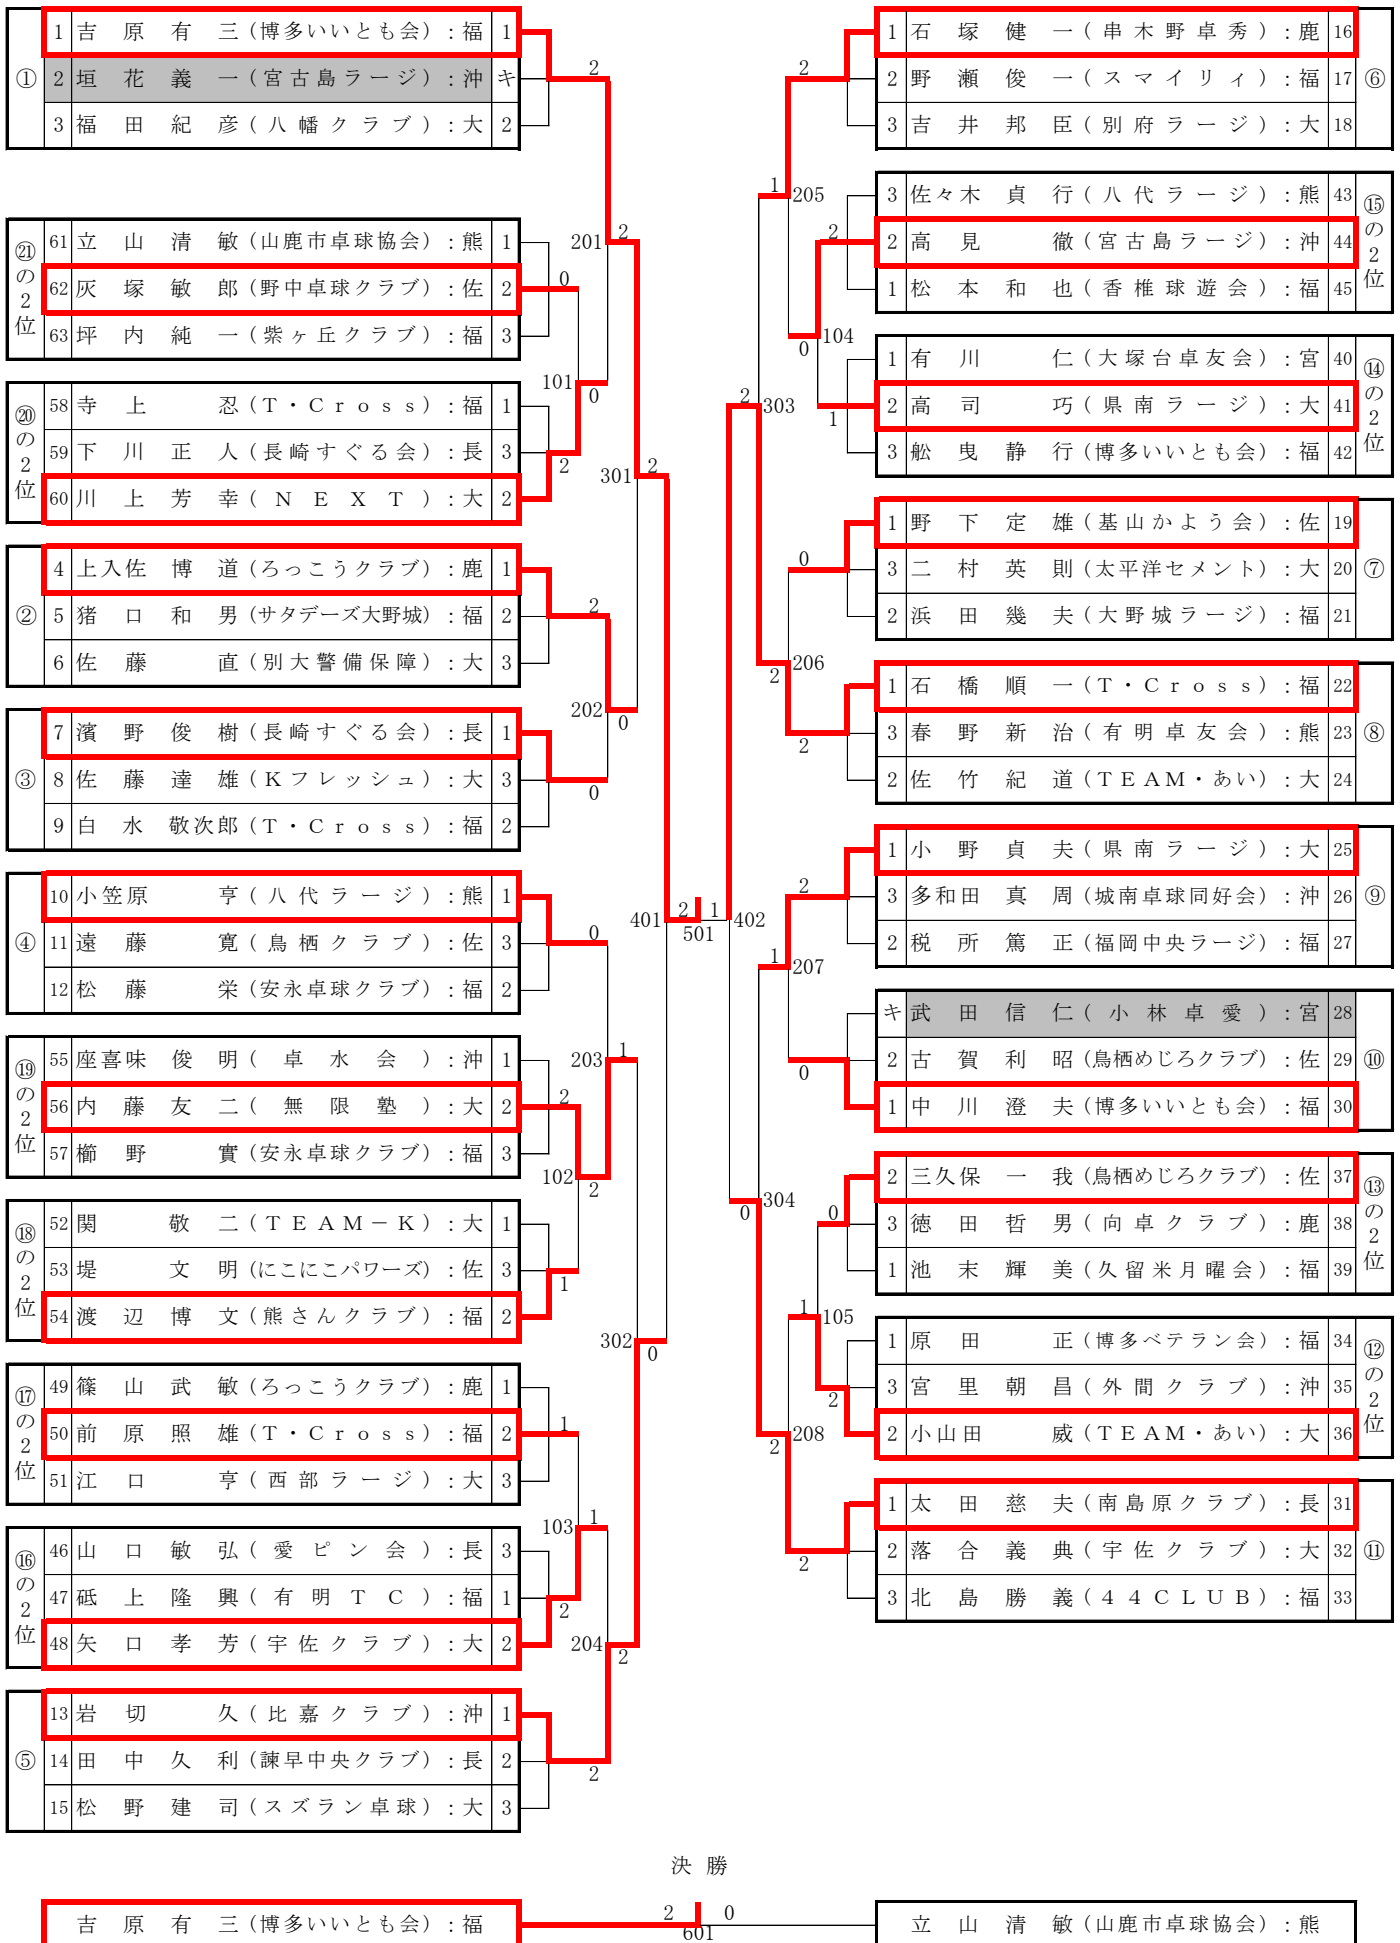 ① 1 吉原有三(博多いいとも会):福 1
2 垣花義一(宮古島ラージ):沖 キ
3 福田紀彦(八幡クラブ):大 2
2
㉑の2位 61 立山清敏(山鹿市卓球協会):熊 1
62 灰塚敏郎(野中卓球クラブ):佐 2
63 坪内純一(紫ヶ丘クラブ):福 3
201 2
0
⑳の2位 58 寺上忍(T・Cross):福 1
59 下川正人(長崎すぐる会):長 3
60 川上芳幸(NEXT):大 2
101 0
2
301 2
② 4 上入佐博道(ろっこうクラブ):鹿 1
5 猪口和男(サタデーズ大野城):福 2
6 佐藤直(別大警備保障):大 3
2
202 0
③ 7 濱野俊樹(長崎すぐる会):長 1
8 佐藤達雄(Kフレッシュ):大 3
9 白水敬次郎(T・Cross):福 2
0
④ 10 小笠原亨(八代ラージ):熊 1
11 遠藤寛(鳥栖クラブ):佐 3
12 松藤栄(安永卓球クラブ):福 2
0
401 2 1 402
501
⑲の2位 55 座喜味俊明(卓水会):沖 1
56 内藤友二(無限塾):大 2
57 櫛野實(安永卓球クラブ):福 3
203 1
2
102 2
⑱の2位 52 関敬二(TEAM－K):大 1
53 堤文明(にこにこパワーズ):佐 3
54 渡辺博文(熊さんクラブ):福 2
1
302 0
⑰の2位 49 篠山武敏(ろっこうクラブ):鹿 1
50 前原照雄(T・Cross):福 2
51 江口亨(西部ラージ):大 3
1
103 1
⑯の2位 46 山口敏弘(愛ピン会):長 3
47 砥上隆興(有明TC):福 1
48 矢口孝芳(宇佐クラブ):大 2
2
204 2
⑤ 13 岩切久(比嘉クラブ):沖 1
14 田中久利(諫早中央クラブ):長 2
15 松野建司(スズラン卓球):大 3
2
1 石塚健一(串木野卓秀):鹿 16 ⑥
2 野瀬俊一(スマイリィ):福 17
3 吉井邦臣(別府ラージ):大 18
2
1 205
3 佐々木貞行(八代ラージ):熊 43 ⑮の2位
2 高見徹(宮古島ラージ):沖 44
1 松本和也(香椎球遊会):福 45
2
0 104
1 有川仁(大塚台卓友会):宮 40 ⑭の2位
2 高司巧(県南ラージ):大 41
3 舩曳静行(博多いいとも会):福 42
1
2 303
1 野下定雄(基山かよう会):佐 19 ⑦
3 二村英則(太平洋セメント):大 20
2 浜田幾夫(大野城ラージ):福 21
0
2 206
1 石橋順一(T・Cross):福 22 ⑧
3 春野新治(有明卓友会):熊 23
2 佐竹紀道(TEAM・あい):大 24
2
1 小野貞夫(県南ラージ):大 25 ⑨
3 多和田真周(城南卓球同好会):沖 26
2 税所篤正(福岡中央ラージ):福 27
2
1 207
キ 武田信仁(小林卓愛):宮 28 ⑩
2 古賀利昭(鳥栖めじろクラブ):佐 29
1 中川澄夫(博多いいとも会):福 30
0
2 三久保一我(鳥栖めじろクラブ):佐 37 ⑬の2位
3 徳田哲男(向卓クラブ):鹿 38
1 池末輝美(久留米月曜会):福 39
0 304
0
1 105
1 原田正(博多ベテラン会):福 34 ⑫の2位
3 宮里朝昌(外間クラブ):沖 35
2 小山田威(TEAM・あい):大 36
2
2 208
1 太田慈夫(南島原クラブ):長 31 ⑪
2 落合義典(宇佐クラブ):大 32
3 北島勝義(44CLUB):福 33
2
決勝
吉原有三(博多いいとも会):福 2 0 立山清敏(山鹿市卓球協会):熊
601